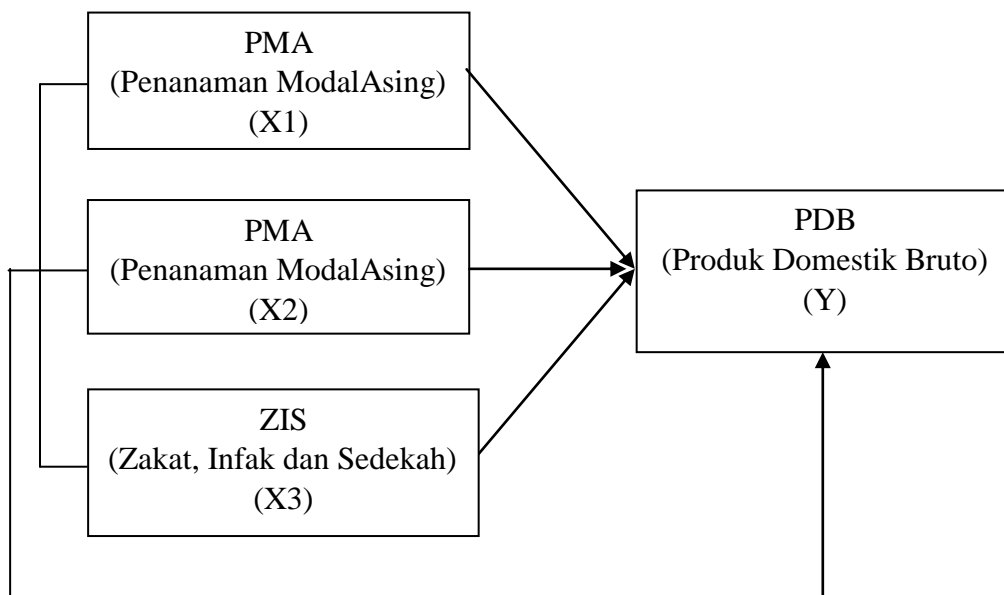 PMA
(Penanaman ModalAsing)
(X1)
PMA
(Penanaman ModalAsing)
(X2)
ZIS
(Zakat, Infak dan Sedekah)
(X3)
PDB
(Produk Domestik Bruto)
(Y)